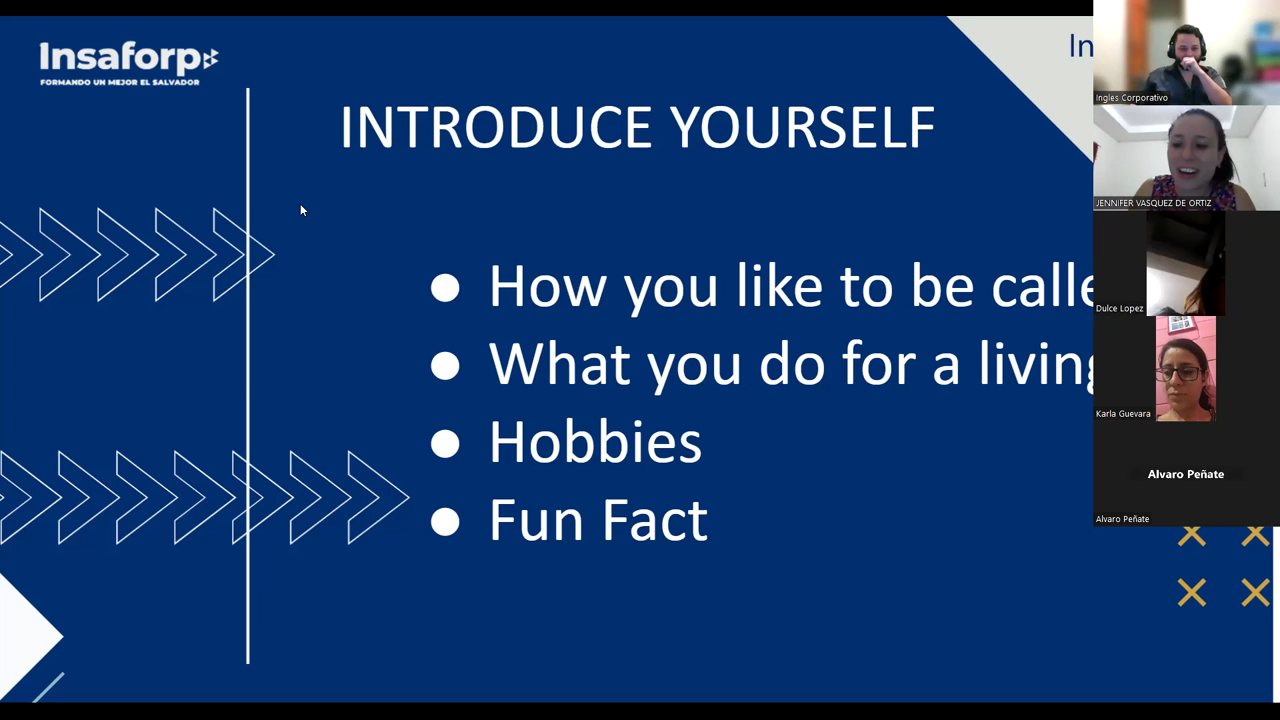 Insaforp
FORMANDO UN MEJOR EL SALVADOR
In
INTRODUCE YOURSELF
● How you like to be calle
● What you do for a living
● Hobbies
● Fun Fact
Ingles Corporativo
JENNIFER VASQUEZ DE ORTIZ
Dulce Lopez
Karla Guevara
Alvaro Peñate
Alvaro Peñate